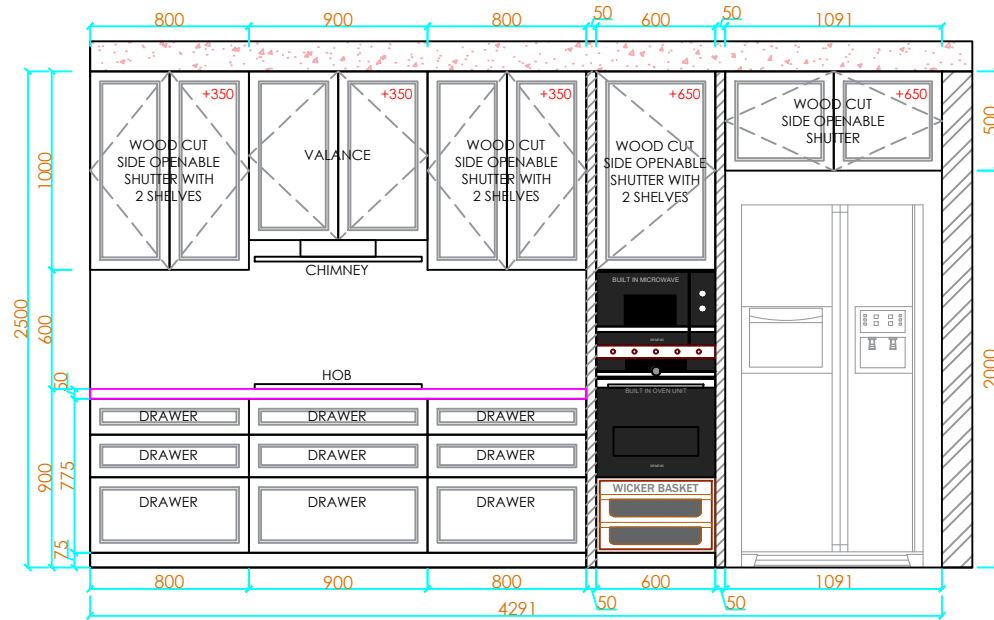 800 900 800 50 600 50 1091
+350 +350 +350 +650 +650
WOOD CUT
SIDE OPENABLE
SHUTTER WITH
2 SHELVES
VALANCE
WOOD CUT
SIDE OPENABLE
SHUTTER WITH
2 SHELVES
WOOD CUT
SIDE OPENABLE
SHUTTER WITH
2 SHELVES
WOOD CUT
SIDE OPENABLE
SHUTTER
500
1000
CHIMNEY
BUILT IN MICROWAVE
2500
600
HOB
50
BUILT IN OVEN UNIT
2000
DRAWER DRAWER DRAWER
DRAWER DRAWER DRAWER
900
775
DRAWER DRAWER DRAWER
WICKER BASKET
75
800 900 800 50 600 50 1091
4291